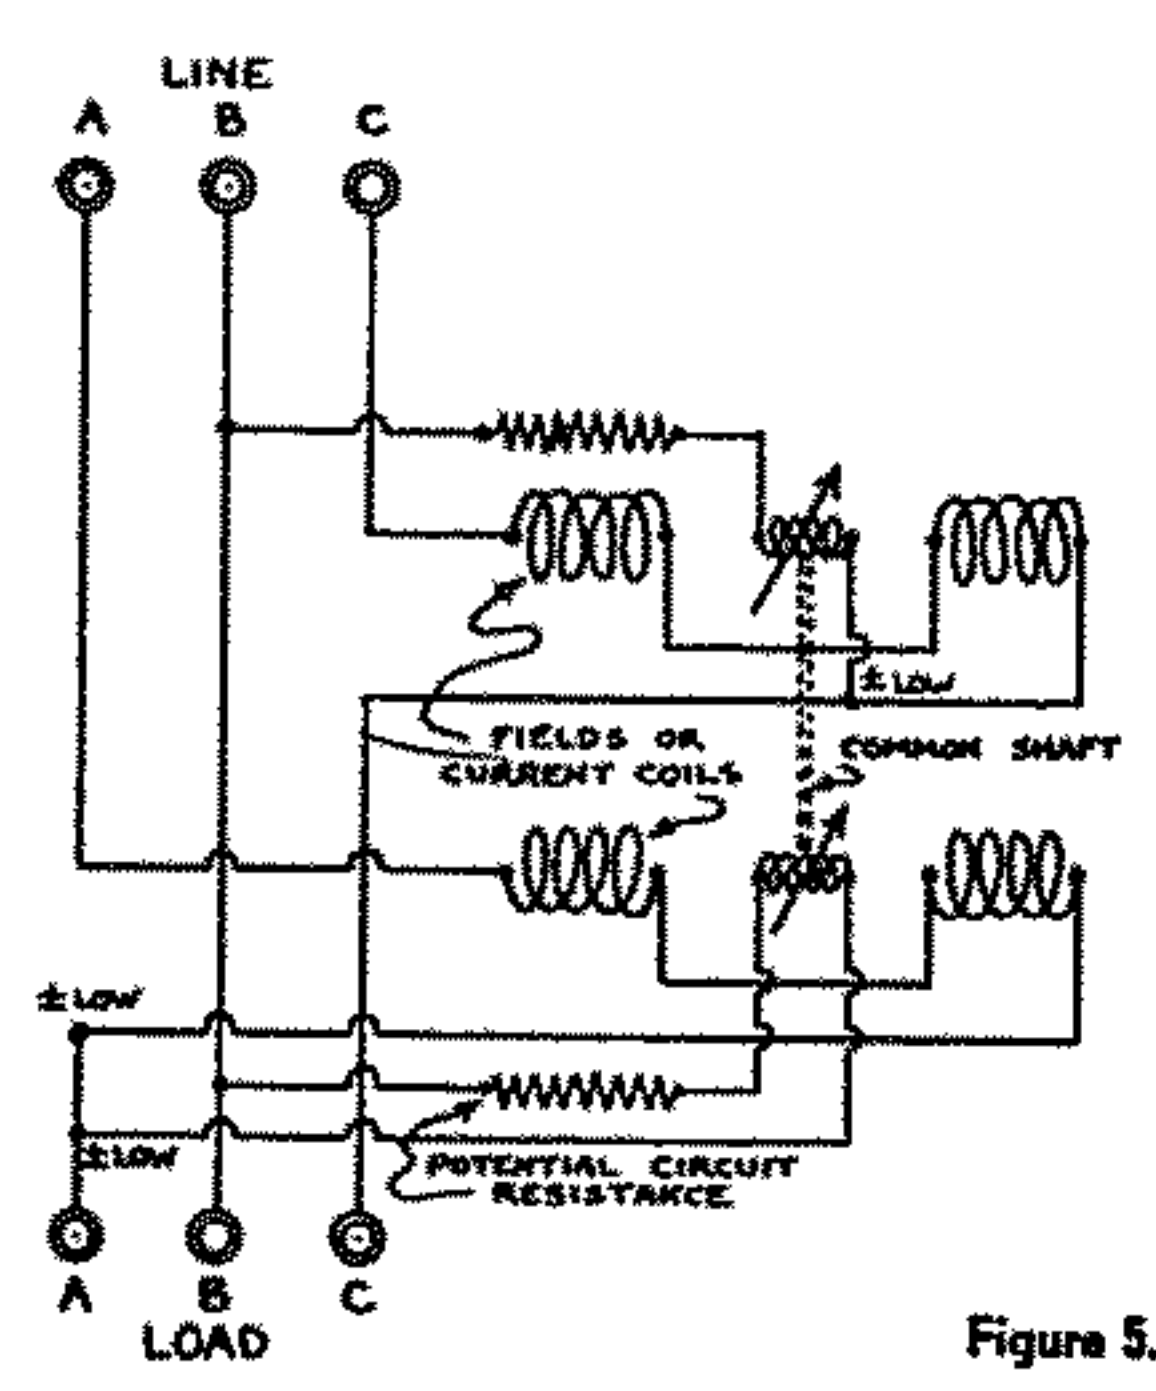 LINE
A B C
± LOW
FIELDS OR
CURRENT COILS
COMMON SHAFT
± LOW
± LOW
POTENTIAL CIRCUIT
RESISTANCE
A B C
LOAD
Figure 5.